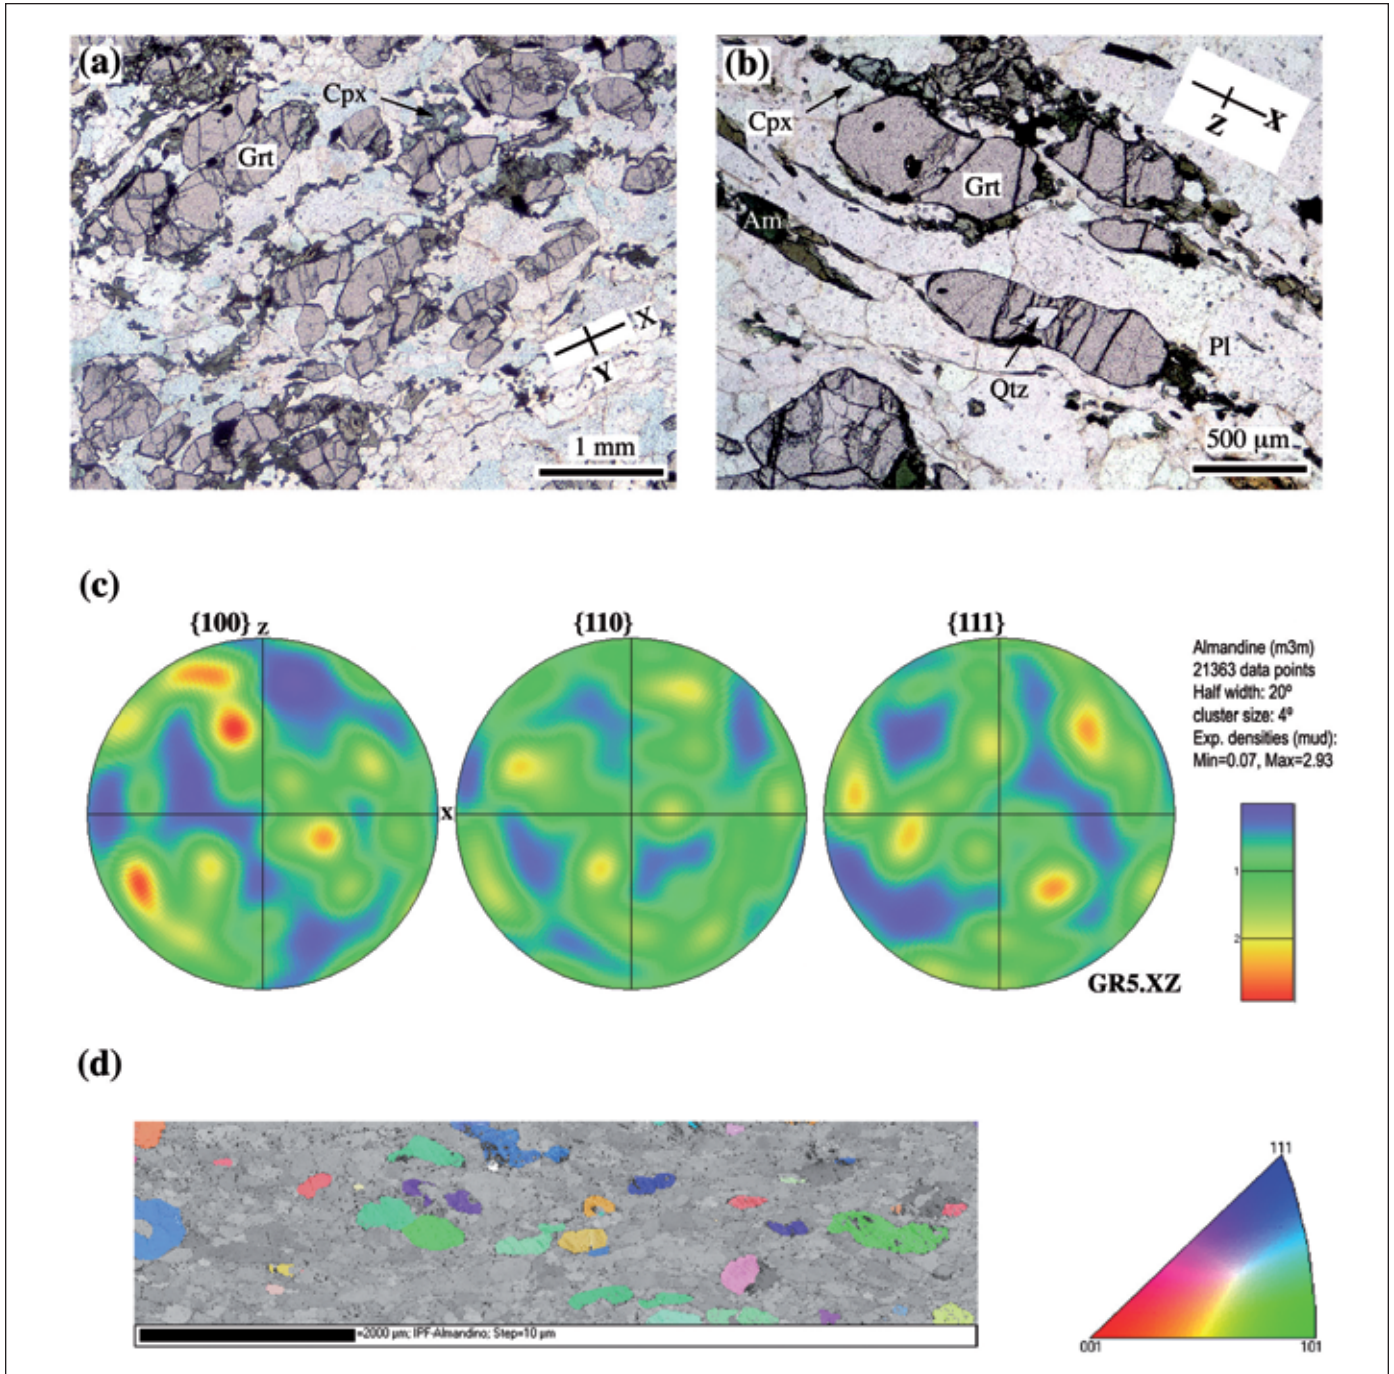 (a)
Cpx
Grt
X
Y
1 mm
(b)
Cpx
Z
X
Grt
Am
Qtz
Pl
500 µm
(c)
{100} z
{110}
{111}
x
Almandine (m3m)
21363 data points
Half width: 20º
cluster size: 4º
Exp. densities (mud):
Min=0.07, Max=2.93
1
2
GR5.XZ
(d)
=2000 µm; IPF-Almandino; Step=10 µm
111
001
101